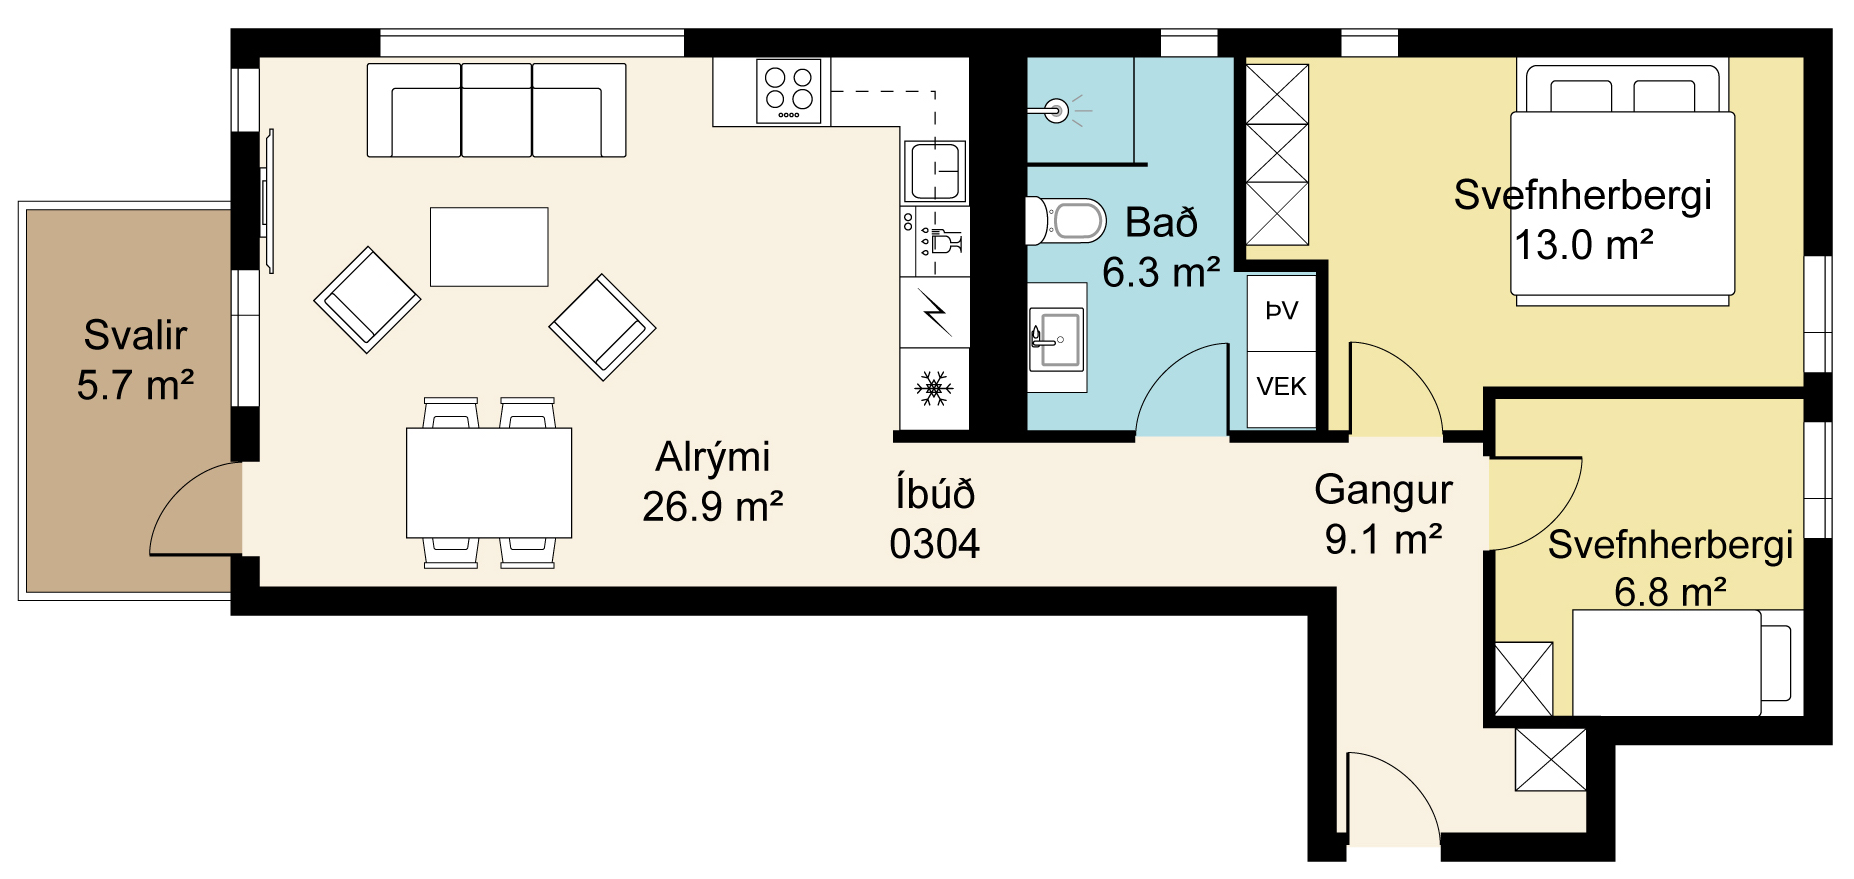 Svalir
5.7 m²
Alrými
26.9 m²
Íbúð
0304
Bað
6.3 m²
ÞV
VEK
Svefnherbergi
13.0 m²
Gangur
9.1 m²
Svefnherbergi
6.8 m²